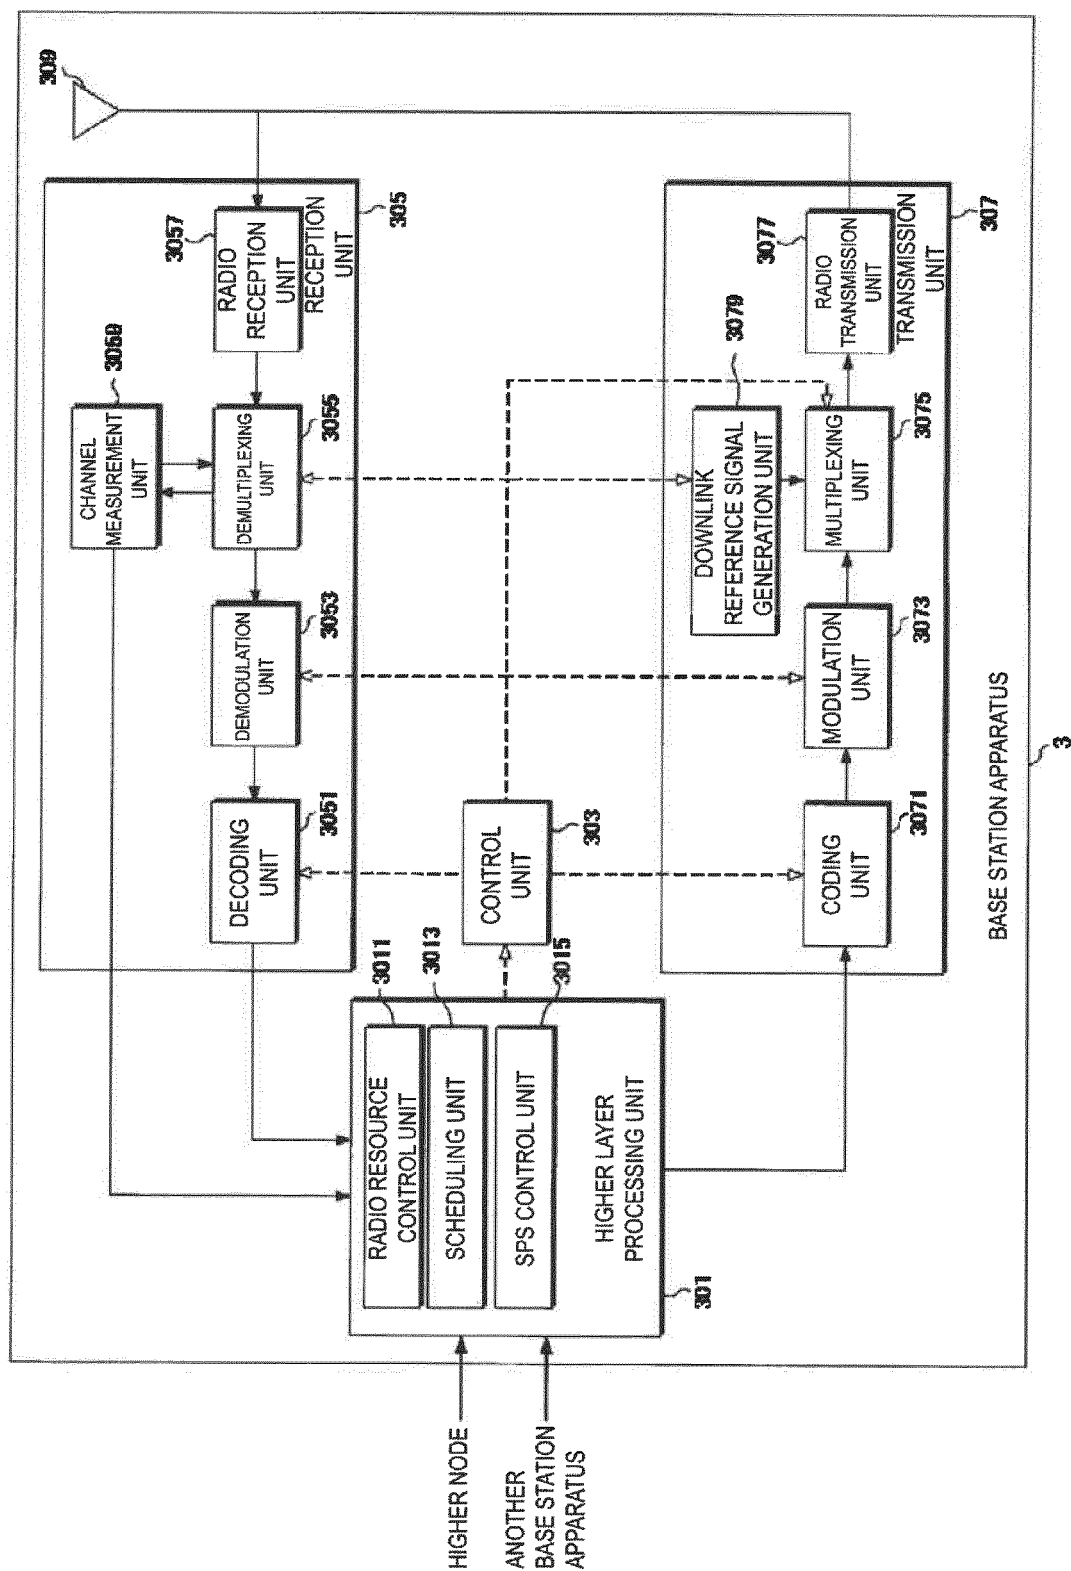 309
3057
RADIO
RECEPTION
UNIT
RECEPTION
UNIT
305
3059
CHANNEL
MEASUREMENT
UNIT
DEMULTIPLEXING
UNIT
3055
DEMODULATION
UNIT
3053
DECODING
UNIT
3051
CONTROL
UNIT
303
3011
3013
3015
RADIO RESOURCE
CONTROL UNIT
SCHEDULING UNIT
SPS CONTROL UNIT
HIGHER LAYER
PROCESSING UNIT
301
HIGHER NODE
ANOTHER
BASE STATION
APPARATUS
3077
RADIO
TRANSMISSION
UNIT
TRANSMISSION
UNIT
307
3079
DOWNLINK
REFERENCE SIGNAL
GENERATION UNIT
MULTIPLEXING
UNIT
3075
MODULATION
UNIT
3073
CODING
UNIT
3071
BASE STATION APPARATUS
3